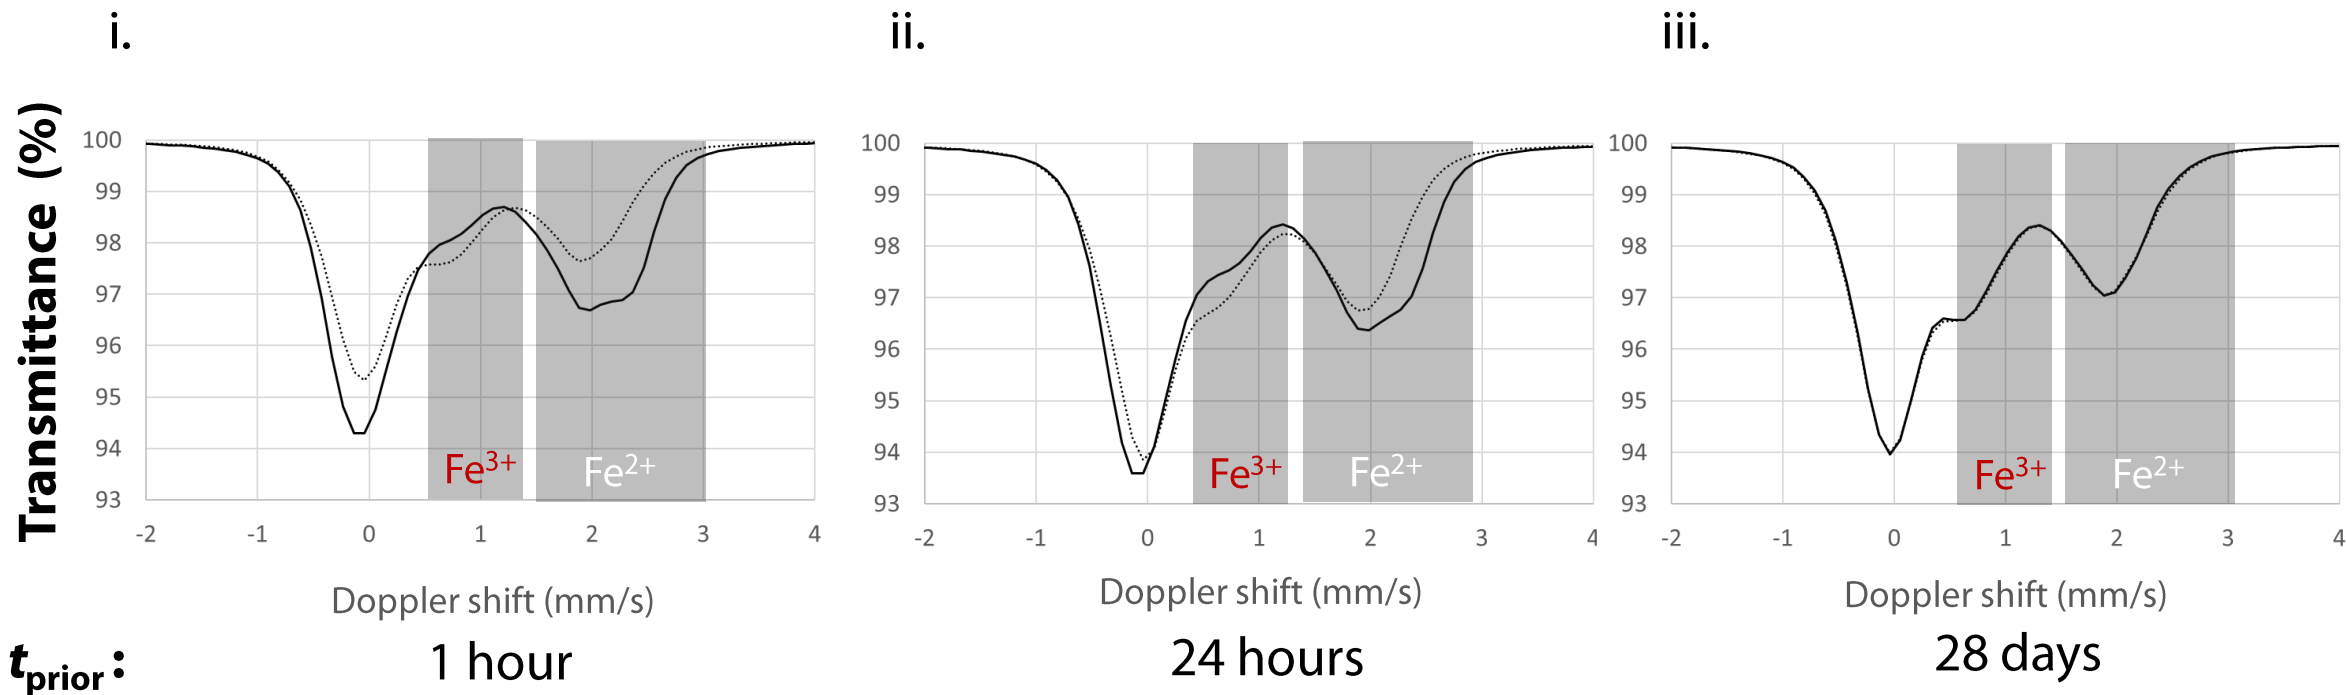 i.
ii.
iii.
Transmittance (%)
100
99
98
97
96
95
94
93
-2 -1 0 1 2 3 4
Fe³⁺ Fe²⁺
Doppler shift (mm/s)
100
99
98
97
96
95
94
93
-2 -1 0 1 2 3 4
Fe³⁺ Fe²⁺
Doppler shift (mm/s)
100
99
98
97
96
95
94
93
-2 -1 0 1 2 3 4
Fe³⁺ Fe²⁺
Doppler shift (mm/s)
tprior: 1 hour 24 hours 28 days